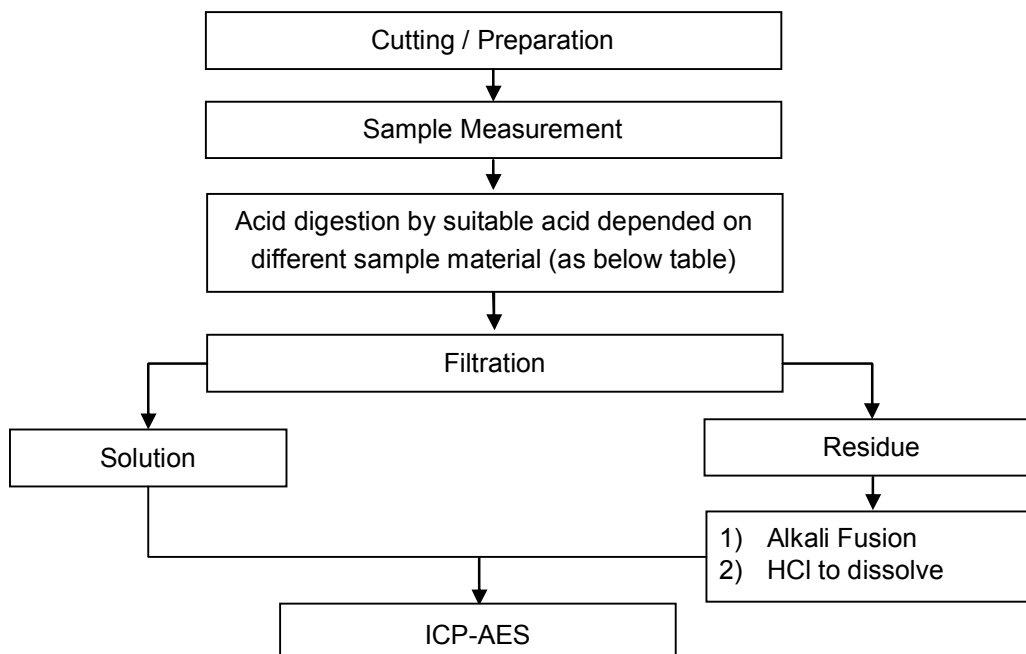 Cutting / Preparation
Sample Measurement
Acid digestion by suitable acid depended on
different sample material (as below table)
Filtration
Solution
Residue
1) Alkali Fusion
2) HCl to dissolve
ICP-AES